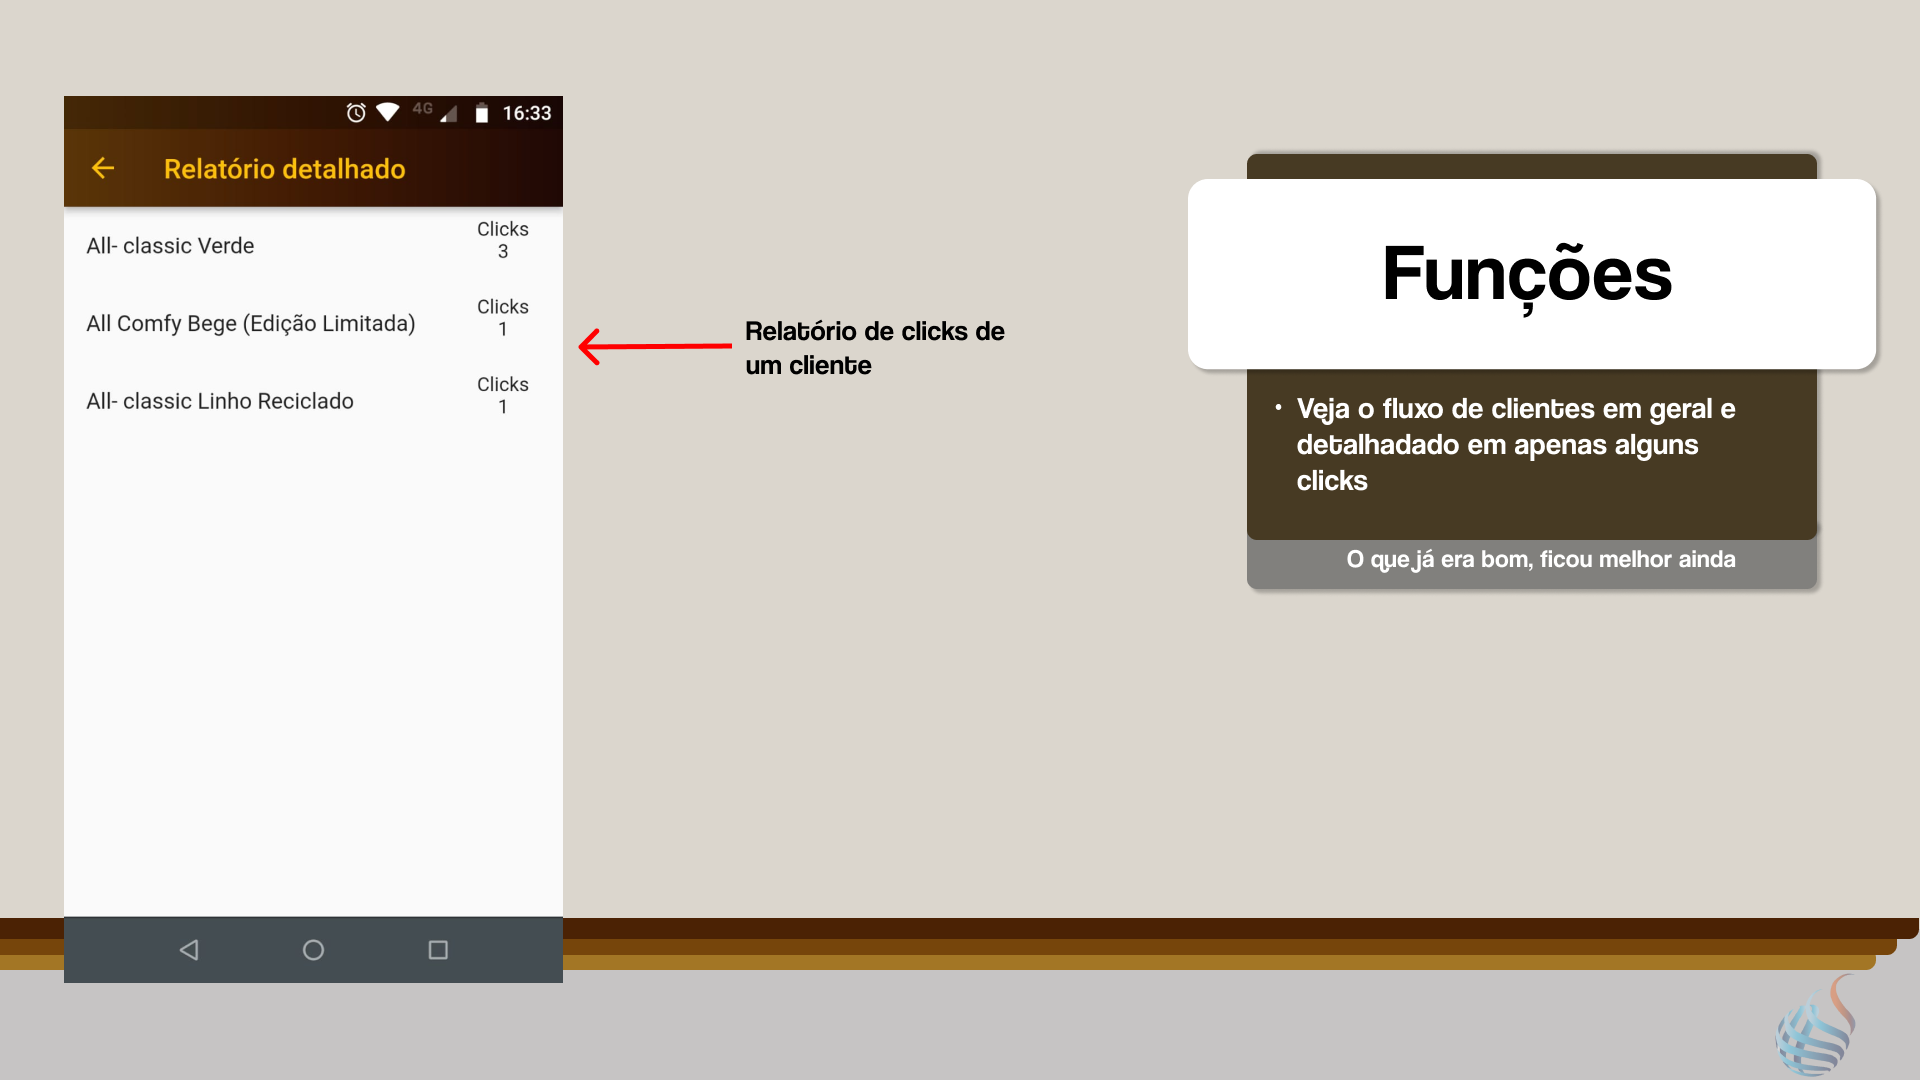 4G 16:33
Relatório detalhado
All- classic Verde
Clicks
3
All Comfy Bege (Edição Limitada)
Clicks
1
All- classic Linho Reciclado
Clicks
1
Relatório de clicks de
um cliente
Funções
• Veja o fluxo de clientes em geral e
detalhadado em apenas alguns
clicks
O que já era bom, ficou melhor ainda